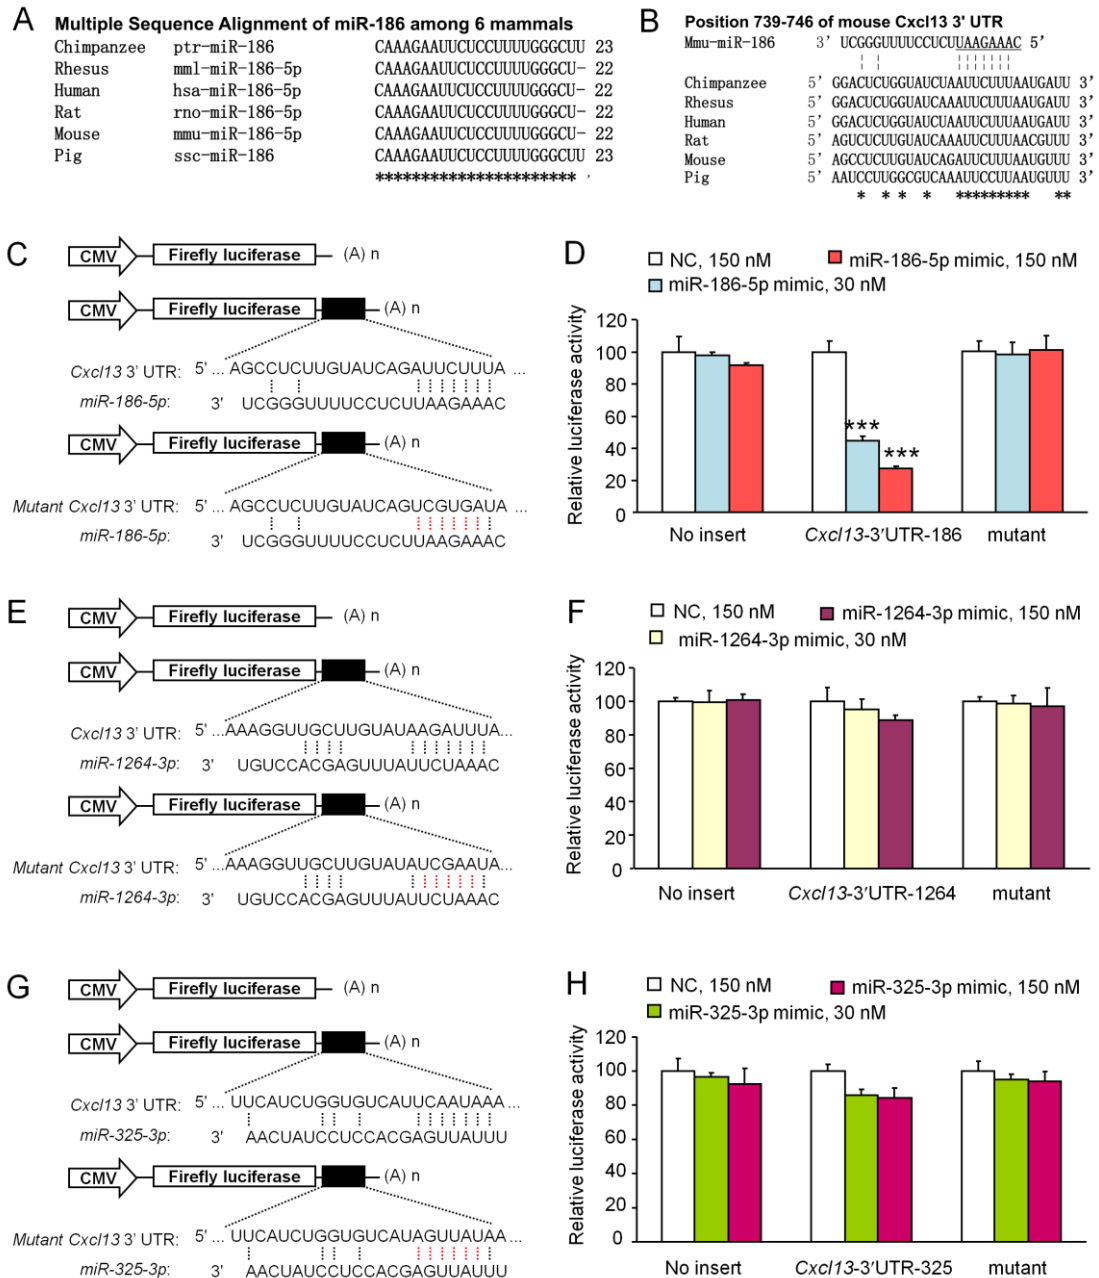 A
Multiple Sequence Alignment of miR-186 among 6 mammals
Chimpanzee ptr-miR-186 CAAAGAAUUCUCCUUUUGGGCUU 23
Rhesus mml-miR-186-5p CAAAGAAUUCUCCUUUUGGGCU- 22
Human hsa-miR-186-5p CAAAGAAUUCUCCUUUUGGGCU- 22
Rat rno-miR-186-5p CAAAGAAUUCUCCUUUUGGGCU- 22
Mouse mmu-miR-186-5p CAAAGAAUUCUCCUUUUGGGCU- 22
Pig ssc-miR-186 CAAAGAAUUCUCCUUUUGGGCUU 23
**********************
B
Position 739-746 of mouse Cxcl13 3' UTR
Mmu-miR-186 3' UCGGGUUUUCCUCUUAAGAAAC 5'
Chimpanzee 5' GGACUCUGGUAUCUAAUUCUUUAAUGAUU 3'
Rhesus 5' GGACUCUGGUAUCAAAUUCUUUAAUGAUU 3'
Human 5' GGACUCUGGUAUCUAAUUCUUUAAUGAUU 3'
Rat 5' AGUCUCUUGUAUCAAAUUCUUUAACGUUU 3'
Mouse 5' AGCCUCUUGUAUCAGAUUCUUUAAUGUUU 3'
Pig 5' AAUCCUUGGCGUCAAAUUCCUUAAUGUUU 3'
* * * * ********* **
C
CMV Firefly luciferase (A) n
CMV Firefly luciferase (A) n
Cxcl13 3' UTR: 5' ... AGCCUCUUGUAUCAGAUUCUUUA ...
miR-186-5p: 3' UCGGGUUUUCCUCUUAAGAAAC
CMV Firefly luciferase (A) n
Mutant Cxcl13 3' UTR: 5' ... AGCCUCUUGUAUCAGUCGUGAUA ...
miR-186-5p: 3' UCGGGUUUUCCUCUUAAGAAAC
D
NC, 150 nM
miR-186-5p mimic, 150 nM
miR-186-5p mimic, 30 nM
Relative luciferase activity
120
100
80
60
40
20
0
***
***
No insert Cxcl13-3'UTR-186 mutant
E
CMV Firefly luciferase (A) n
CMV Firefly luciferase (A) n
Cxcl13 3' UTR: 5' ...AAAGGUUGCUUGUAUAAGAUUUA...
miR-1264-3p: 3' UGUCCACGAGUUUAUUCUAAAC
CMV Firefly luciferase (A) n
Mutant Cxcl13 3' UTR: 5' ...AAAGGUUGCUUGUAUAUCGAAUA...
miR-1264-3p: 3' UGUCCACGAGUUUAUUCUAAAC
F
NC, 150 nM
miR-1264-3p mimic, 150 nM
miR-1264-3p mimic, 30 nM
Relative luciferase activity
120
100
80
60
40
20
0
No insert Cxcl13-3'UTR-1264 mutant
G
CMV Firefly luciferase (A) n
CMV Firefly luciferase (A) n
Cxcl13 3' UTR: 5' ... UUCAUCUGGUGUCAUUCAAUAAA ...
miR-325-3p: 3' AACUAUCCUCCACGAGUUAUUU
CMV Firefly luciferase (A) n
Mutant Cxcl13 3' UTR: 5' ... UUCAUCUGGUGUCAUAGUUAUAA ...
miR-325-3p: 3' AACUAUCCUCCACGAGUUAUUU
H
NC, 150 nM
miR-325-3p mimic, 150 nM
miR-325-3p mimic, 30 nM
Relative luciferase activity
120
100
80
60
40
20
0
No insert Cxcl13-3'UTR-325 mutant